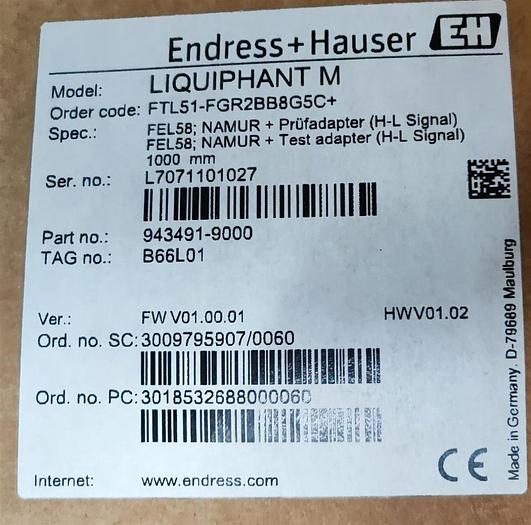 Endress+Hauser EH
Model: LIQUIPHANT M
Order code: FTL51-FGR2BB8G5C+
Spec.: FEL58; NAMUR + Prüfadapter (H-L Signal)
FEL58; NAMUR + Test adapter (H-L Signal)
1000 mm
Ser. no.: L7071101027
Part no.: 943491-9000
TAG no.: B66L01
Ver.: FW V01.00.01 HWV01.02
Ord. no. SC: 3009795907/0060
Ord. no. PC: 3018532688000060
Internet: www.endress.com
CE
Made in Germany, D-79689 Maulburg